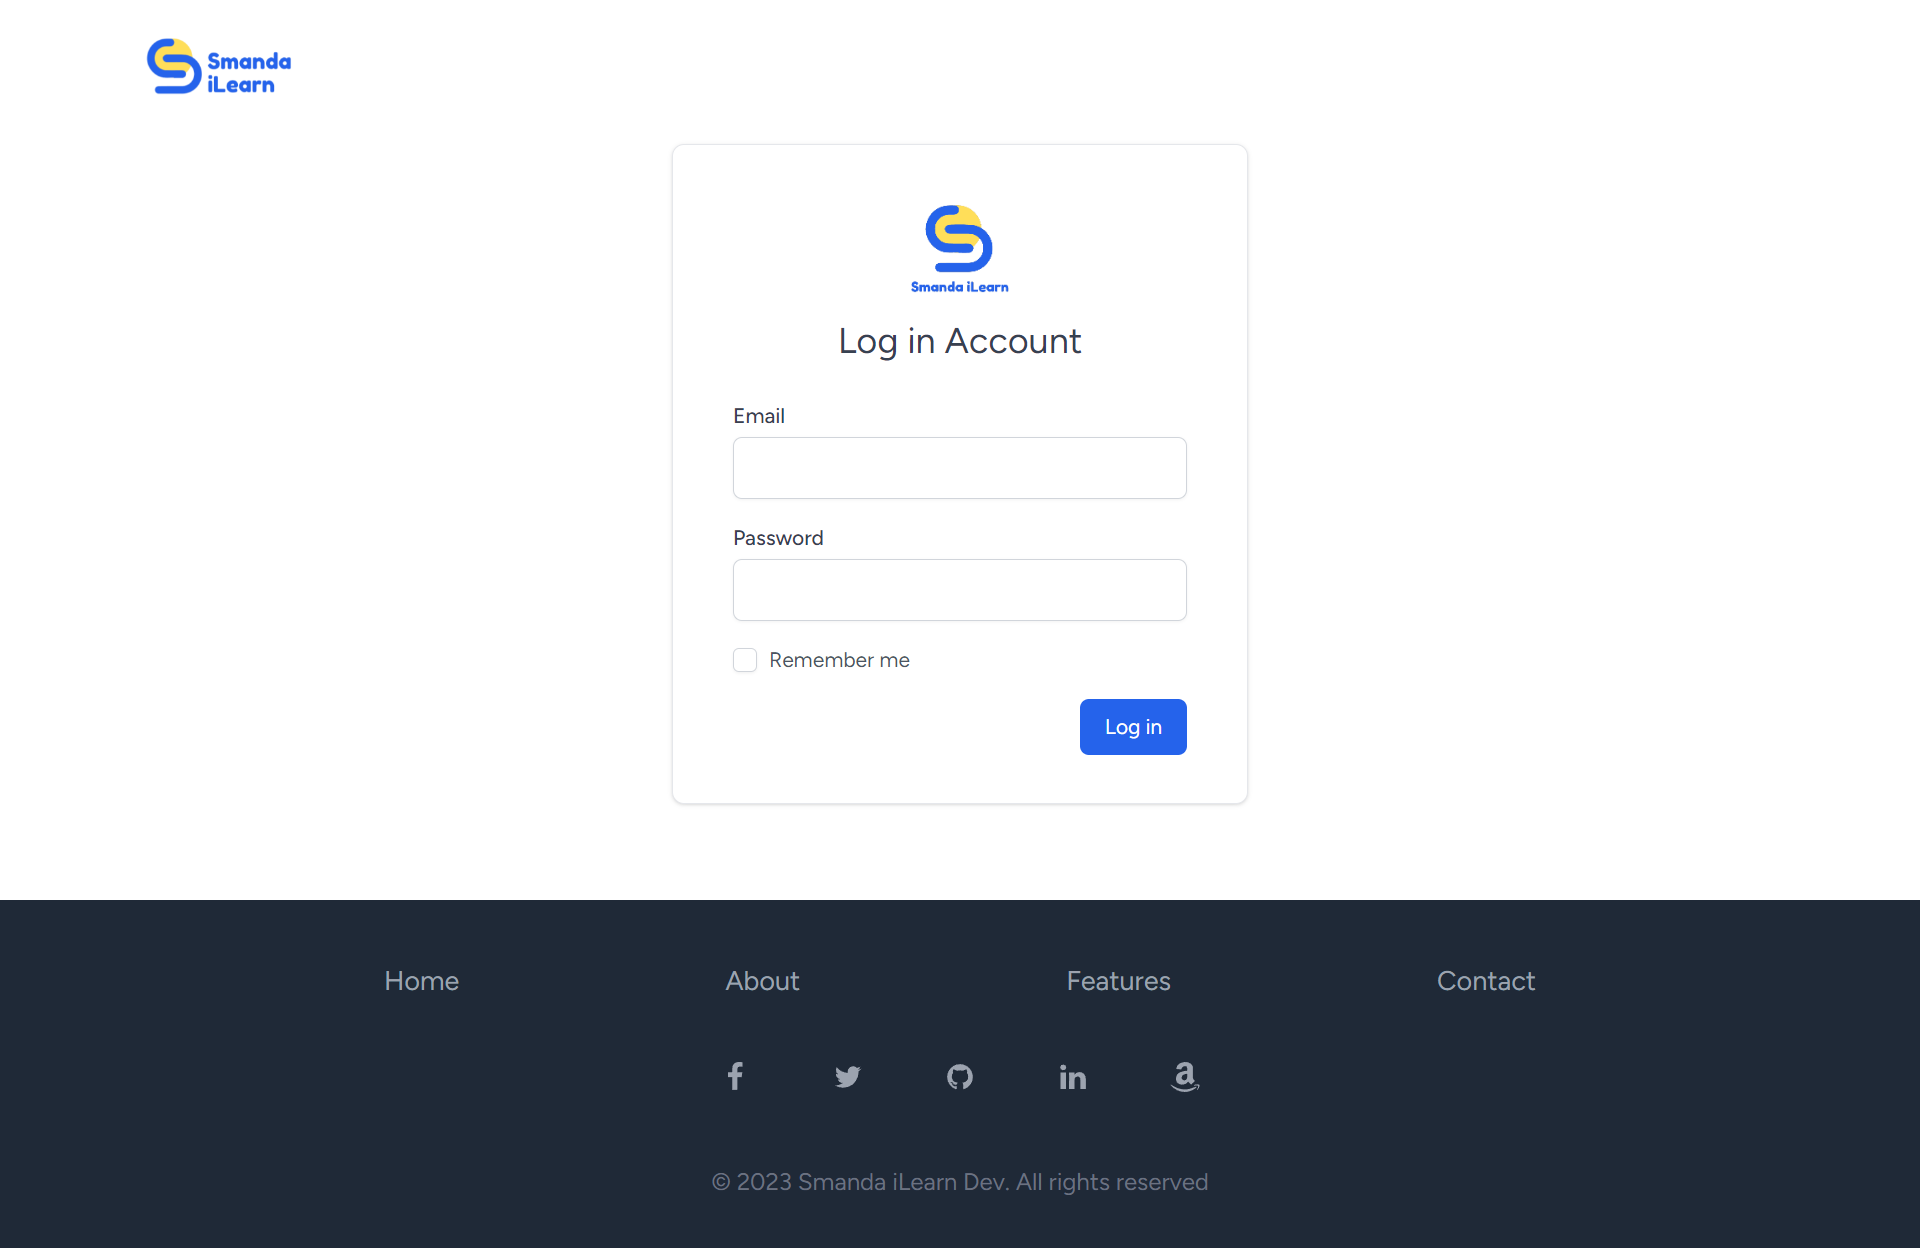 Smanda
iLearn
Smanda iLearn
Log in Account
Email
Password
Remember me
Log in
Home About Features Contact
© 2023 Smanda iLearn Dev. All rights reserved